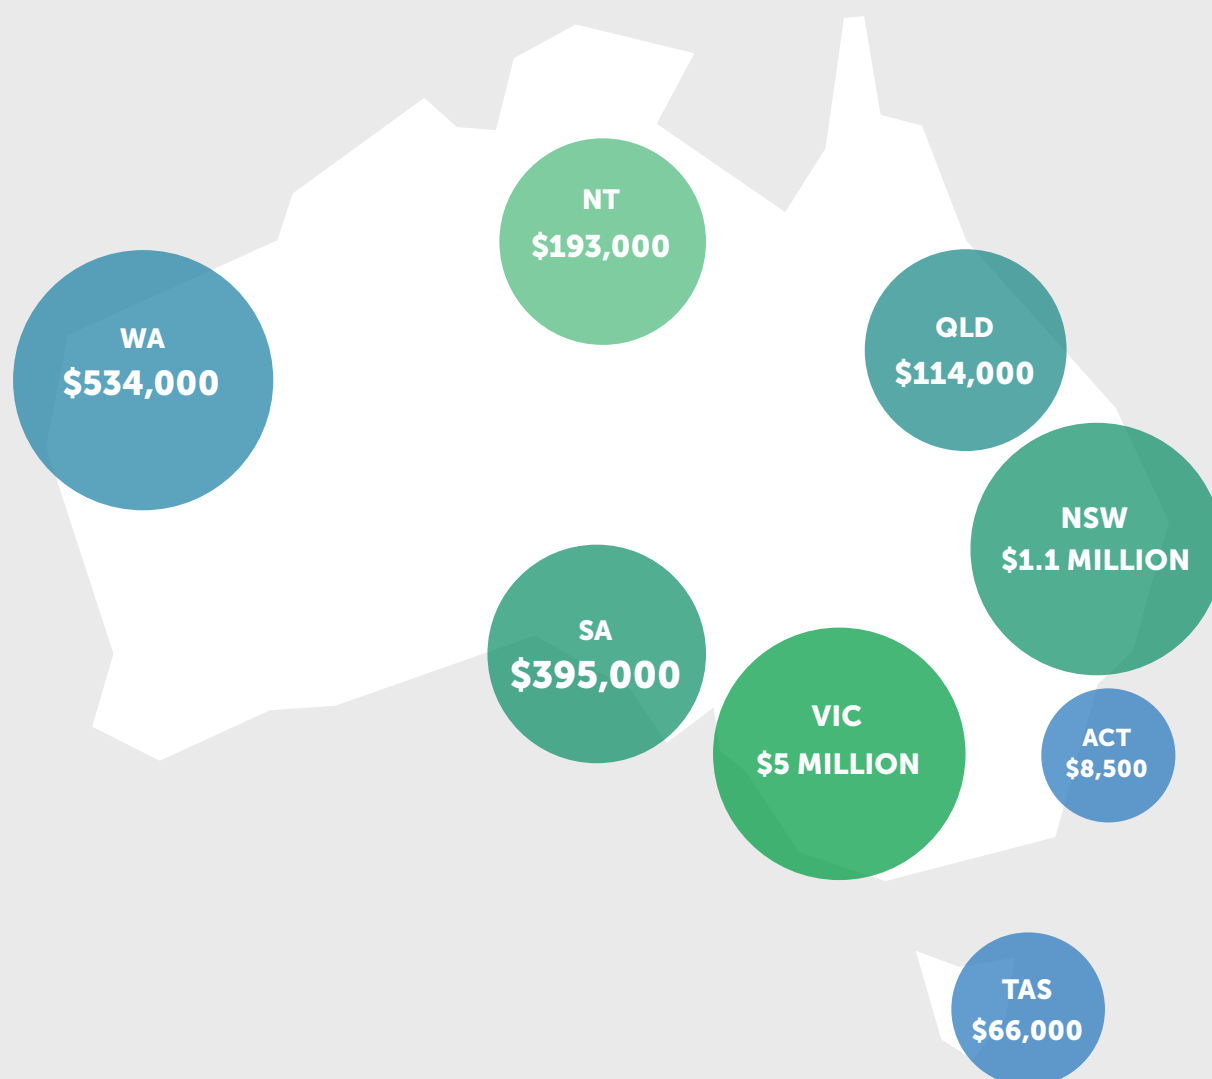 NT
$193,000
WA
$534,000
QLD
$114,000
NSW
$1.1 MILLION
SA
$395,000
VIC
$5 MILLION
ACT
$8,500
TAS
$66,000